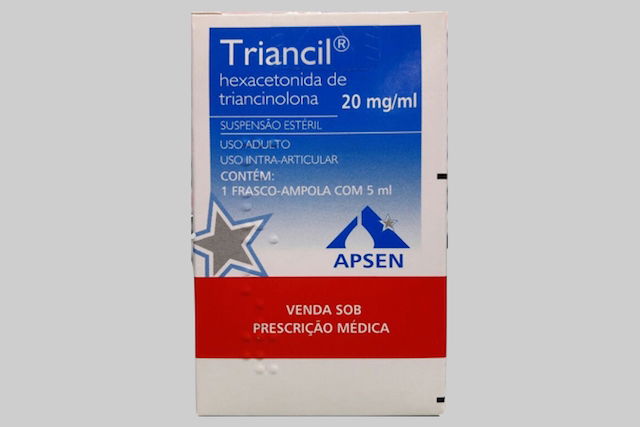 Triancil®
hexacetonida de
triancinolona 20 mg/ml
SUSPENSÃO ESTÉRIL
USO ADULTO
USO INTRA-ARTICULAR
CONTÉM:
1 FRASCO-AMPOLA COM 5 ml
APSEN
VENDA SOB
PRESCRIÇÃO MÉDICA